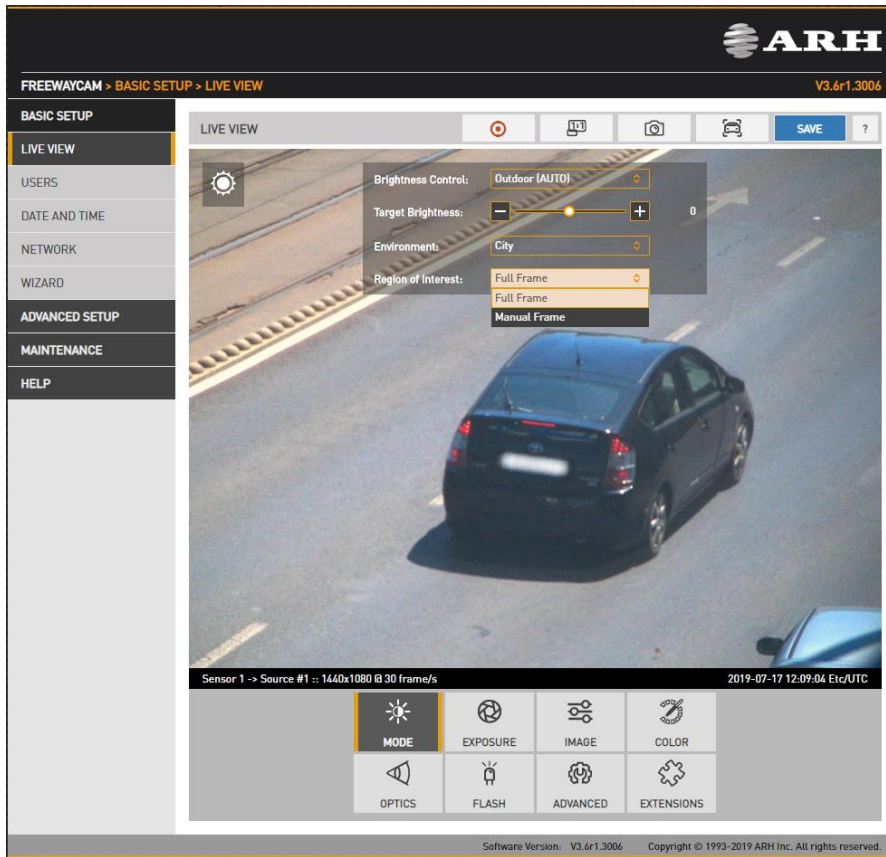 ARH
FREEWAYCAM > BASIC SETUP > LIVE VIEW
V3.6r1.3006
BASIC SETUP
LIVE VIEW
USERS
DATE AND TIME
NETWORK
WIZARD
ADVANCED SETUP
MAINTENANCE
HELP
LIVE VIEW
1:1
SAVE
?
Brightness Control: Outdoor (AUTO)
Target Brightness: 0
Environment: City
Region of Interest: Full Frame
Full Frame
Manual Frame
Sensor 1 -> Source #1 :: 1440x1080 @ 30 frame/s
2019-07-17 12:09:04 Etc/UTC
MODE
EXPOSURE
IMAGE
COLOR
OPTICS
FLASH
ADVANCED
EXTENSIONS
Software Version: V3.6r1.3006
Copyright © 1993-2019 ARH Inc. All rights reserved.